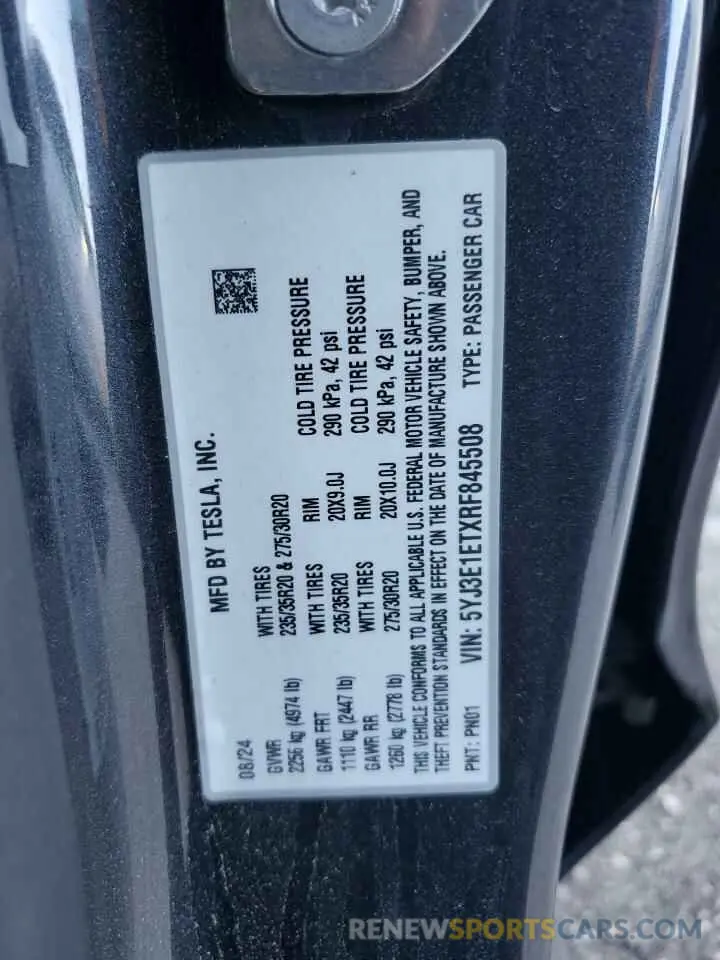 MFD BY TESLA, INC.
08/24
GVWR WITH TIRES
2256 kg (4974 lb) 235/35R20 & 275/30R20 COLD TIRE PRESSURE
GAWR FRT WITH TIRES RIM 290 kPa, 42 psi
1110 kg (2447 lb) 235/35R20 20X9.0J COLD TIRE PRESSURE
GAWR RR WITH TIRES RIM
1260 kg (2778 lb) 275/30R20 20X10.0J 290 kPa, 42 psi
THIS VEHICLE CONFORMS TO ALL APPLICABLE U.S. FEDERAL MOTOR VEHICLE SAFETY, BUMPER, AND
THEFT PREVENTION STANDARDS IN EFFECT ON THE DATE OF MANUFACTURE SHOWN ABOVE.
PKT: PN01 VIN: 5YJ3E1ETXRF845508 TYPE: PASSENGER CAR
RENEWSPORTSCARS.COM